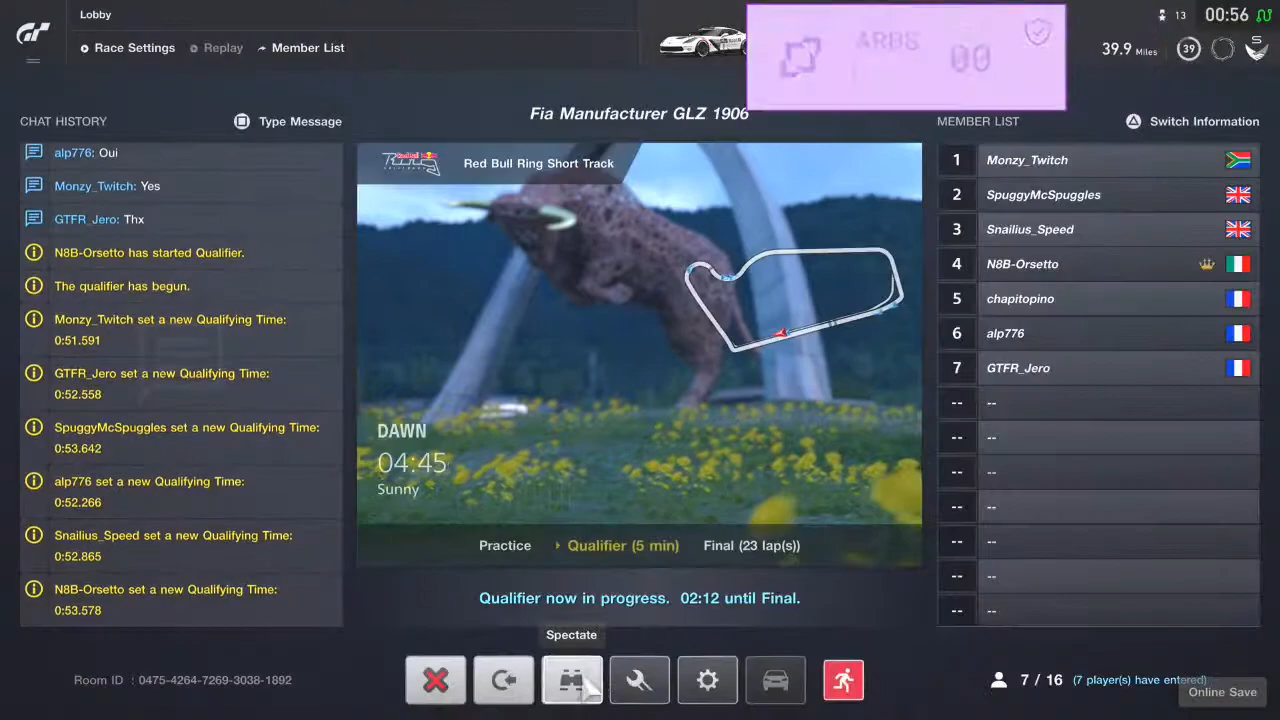 Lobby
13
00:56
Race Settings
Replay
Member List
ARBS
00
39.9 Miles
39
S
CHAT HISTORY
Type Message
Fia Manufacturer GLZ 1906
MEMBER LIST
Switch Information
alp776: Oui
Monzy_Twitch: Yes
GTFR_Jero: Thx
N8B-Orsetto has started Qualifier.
The qualifier has begun.
Monzy_Twitch set a new Qualifying Time:
0:51.591
GTFR_Jero set a new Qualifying Time:
0:52.558
SpuggyMcSpuggles set a new Qualifying Time:
0:53.642
alp776 set a new Qualifying Time:
0:52.266
Snailius_Speed set a new Qualifying Time:
0:52.865
N8B-Orsetto set a new Qualifying Time:
0:53.578
Red Bull Ring Short Track
DAWN
04:45
Sunny
Practice
Qualifier (5 min)
Final (23 lap(s))
Qualifier now in progress. 02:12 until Final.
1 Monzy_Twitch
2 SpuggyMcSpuggles
3 Snailius_Speed
4 N8B-Orsetto
5 chapitopino
6 alp776
7 GTFR_Jero
-- --
-- --
-- --
-- --
-- --
-- --
-- --
Spectate
Room ID : 0475-4264-7269-3038-1892
7 / 16 (7 player(s) have entered)
Online Save